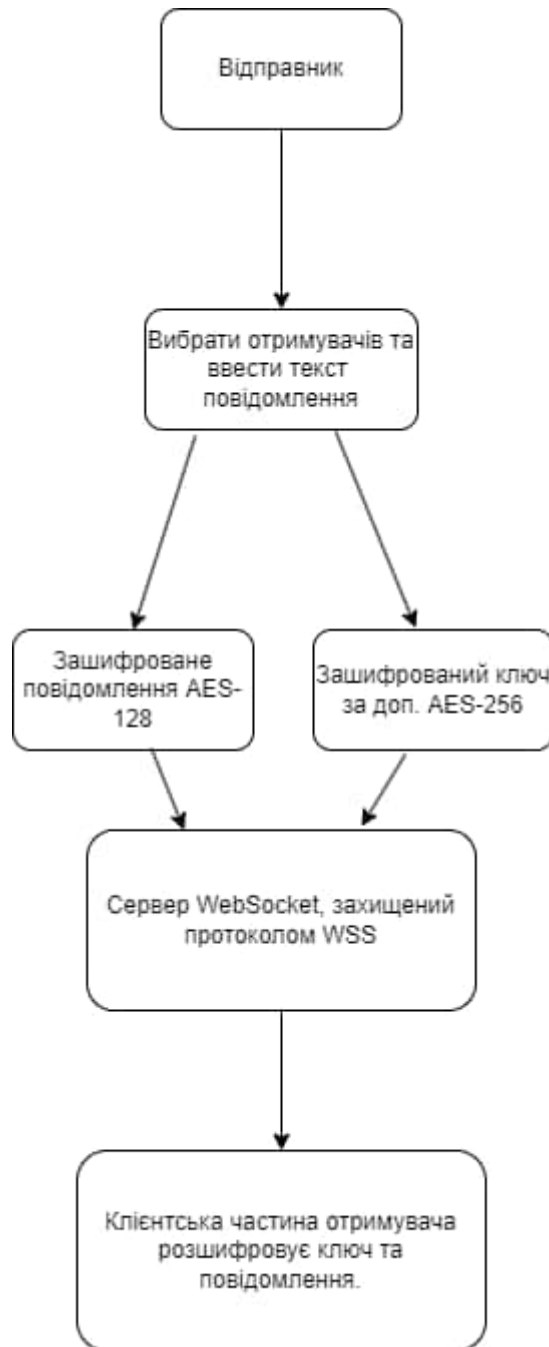 Відправник
Вибрати отримувачів та
ввести текст
повідомлення
Зашифроване
повідомлення AES-
128
Зашифрований ключ
за доп. AES-256
Сервер WebSocket, захищений
протоколом WSS
Клієнтська частина отримувача
розшифровує ключ та
повідомлення.